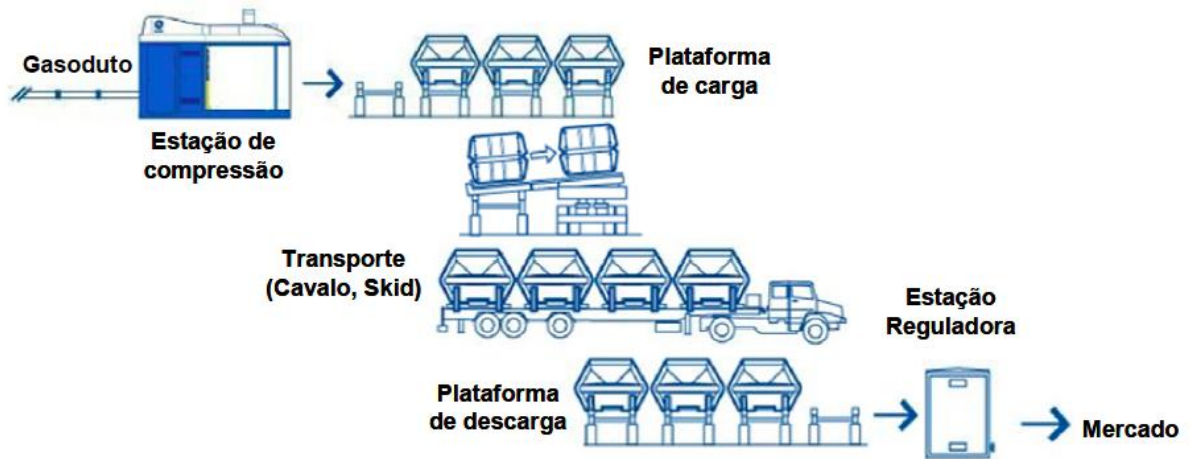 Gasoduto
Estação de
compressão
Plataforma
de carga
Transporte
(Cavalo, Skid)
Estação
Reguladora
Plataforma
de descarga
Mercado